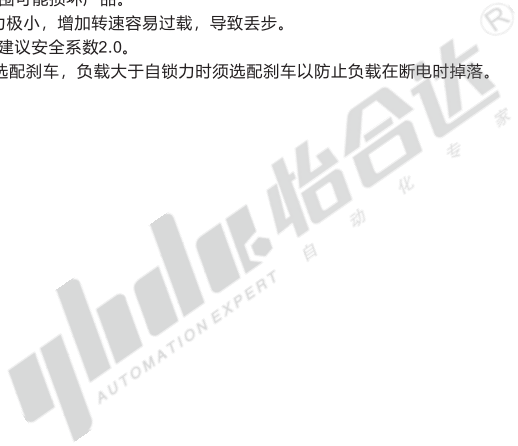 围可能损坏产品。
力极小，增加转速容易过载，导致丢步。
建议安全系数2.0。
选配刹车，负载大于自锁力时须选配刹车以防止负载在断电时掉落。
yhdc.怡合达®
自动化专家
AUTOMATION EXPERT